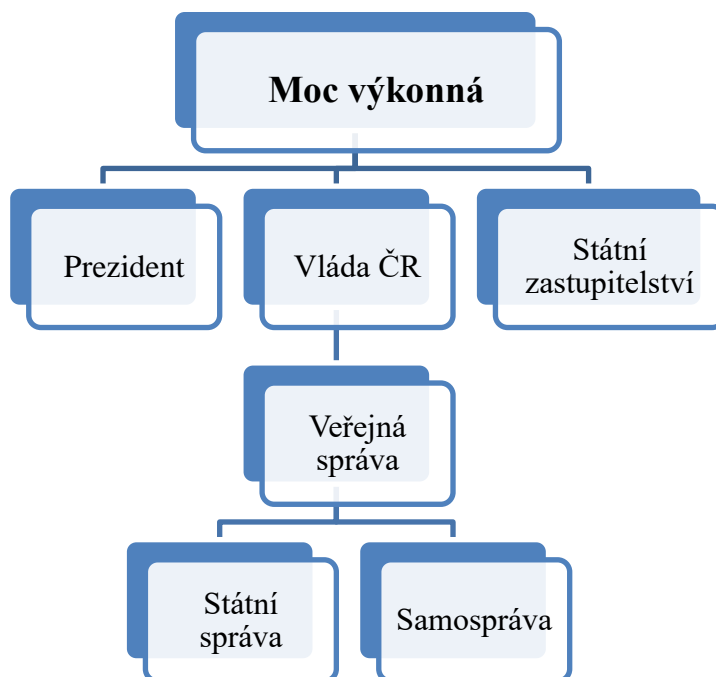 Moc výkonná
Prezident
Vláda ČR
Státní
zastupitelství
Veřejná
správa
Státní
správa
Samospráva